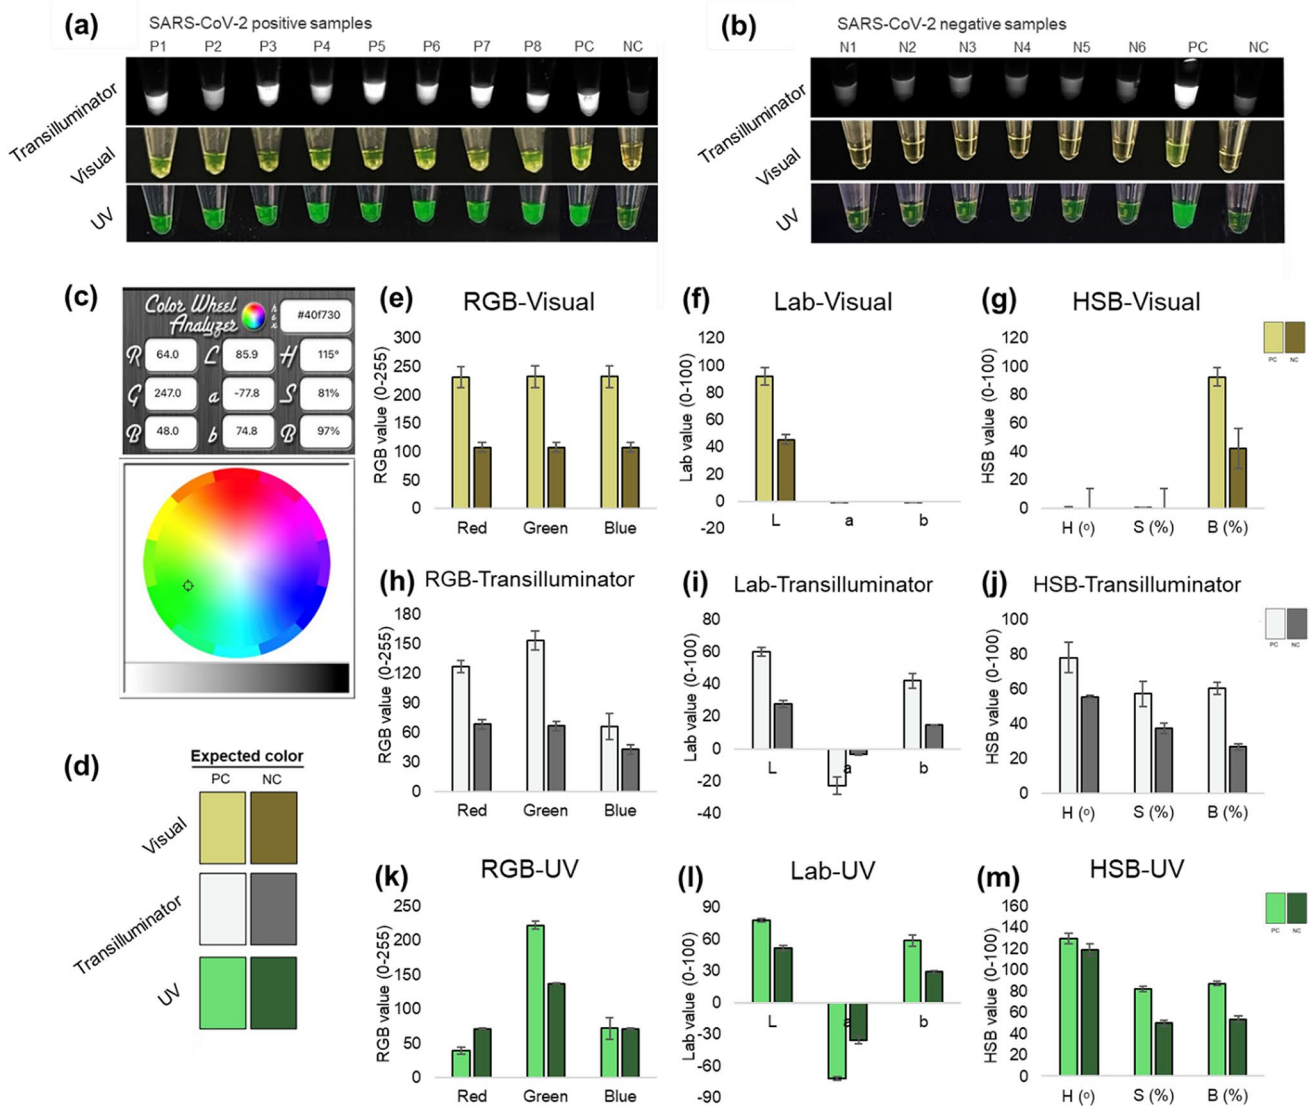 (a) SARS-CoV-2 positive samples
P1 P2 P3 P4 P5 P6 P7 P8 PC NC
Transilluminator
Visual
UV
(b) SARS-CoV-2 negative samples
N1 N2 N3 N4 N5 N6 PC NC
Transilluminator
Visual
UV
(c)
Color Wheel
Analyzer
hex
#40f730
R 64.0 L 85.9 H 115°
G 247.0 a -77.8 S 81%
B 48.0 b 74.8 B 97%
(d)
Expected color
PC NC
Visual
Transilluminator
UV
(e) RGB-Visual
RGB value (0-255)
300
250
200
150
100
50
0
Red Green Blue
(f) Lab-Visual
Lab value (0-100)
120
100
80
60
40
20
0
-20
L a b
(g) HSB-Visual
HSB value (0-100)
120
100
80
60
40
20
0
H (º) S (%) B (%)
PC NC
(h) RGB-Transilluminator
RGB value (0-255)
180
150
120
90
60
30
0
Red Green Blue
(i) Lab-Transilluminator
Lab value (0-100)
80
60
40
20
0
-20
-40
L a b
(j) HSB-Transilluminator
HSB value (0-100)
100
80
60
40
20
0
H (º) S (%) B (%)
PC NC
(k) RGB-UV
RGB value (0-255)
250
200
150
100
50
0
Red Green Blue
(l) Lab-UV
Lab value (0-100)
90
60
30
0
-30
-60
-90
L a b
(m) HSB-UV
HSB value (0-100)
160
140
120
100
80
60
40
20
0
H (º) S (%) B (%)
PC NC